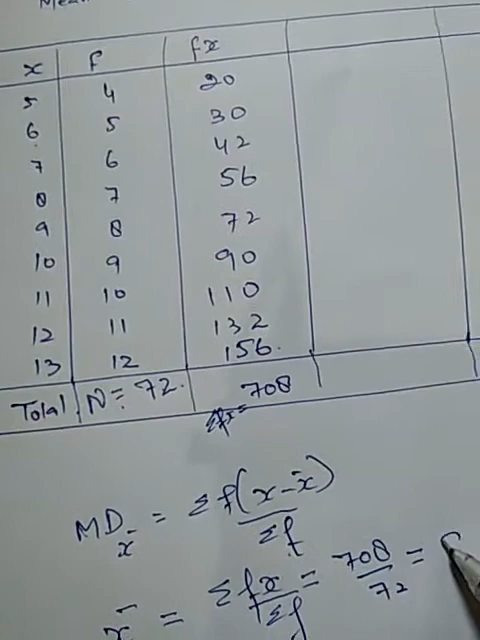 x f fx
5 4 20
6 5 30
7 6 42
8 7 56
9 8 72
10 9 90
11 10 110
12 11 132
13 12 156.
Total N = 72. 708
Σfx =
MD x̄ = Σf(x-x̄) / Σf
x̄ = Σfx / Σf = 708 / 72 =